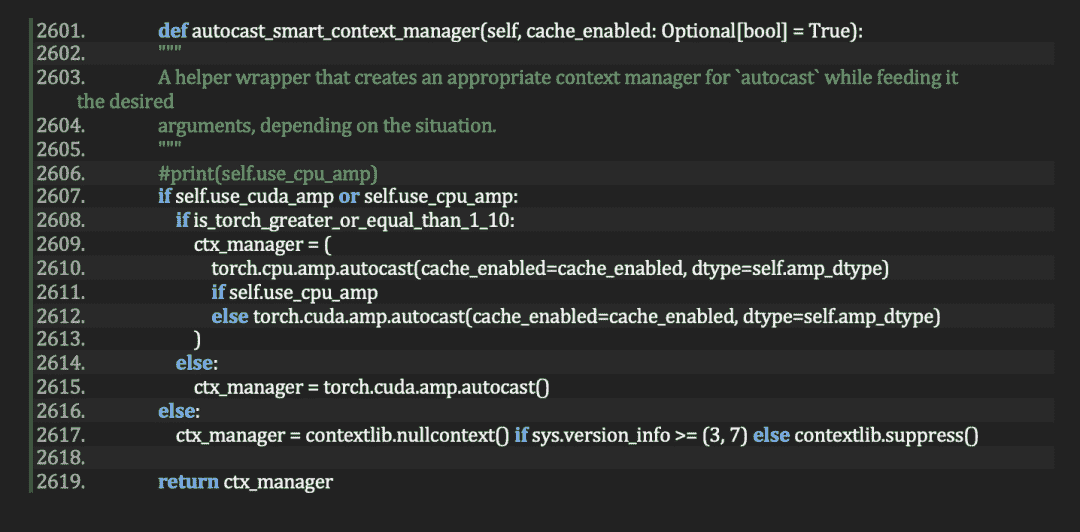 2601. def autocast_smart_context_manager(self, cache_enabled: Optional[bool] = True):
2602. """
2603. A helper wrapper that creates an appropriate context manager for `autocast` while feeding it
the desired
2604. arguments, depending on the situation.
2605. """
2606. #print(self.use_cpu_amp)
2607. if self.use_cuda_amp or self.use_cpu_amp:
2608. if is_torch_greater_or_equal_than_1_10:
2609. ctx_manager = (
2610. torch.cpu.amp.autocast(cache_enabled=cache_enabled, dtype=self.amp_dtype)
2611. if self.use_cpu_amp
2612. else torch.cuda.amp.autocast(cache_enabled=cache_enabled, dtype=self.amp_dtype)
2613. )
2614. else:
2615. ctx_manager = torch.cuda.amp.autocast()
2616. else:
2617. ctx_manager = contextlib.nullcontext() if sys.version_info >= (3, 7) else contextlib.suppress()
2618.
2619. return ctx_manager